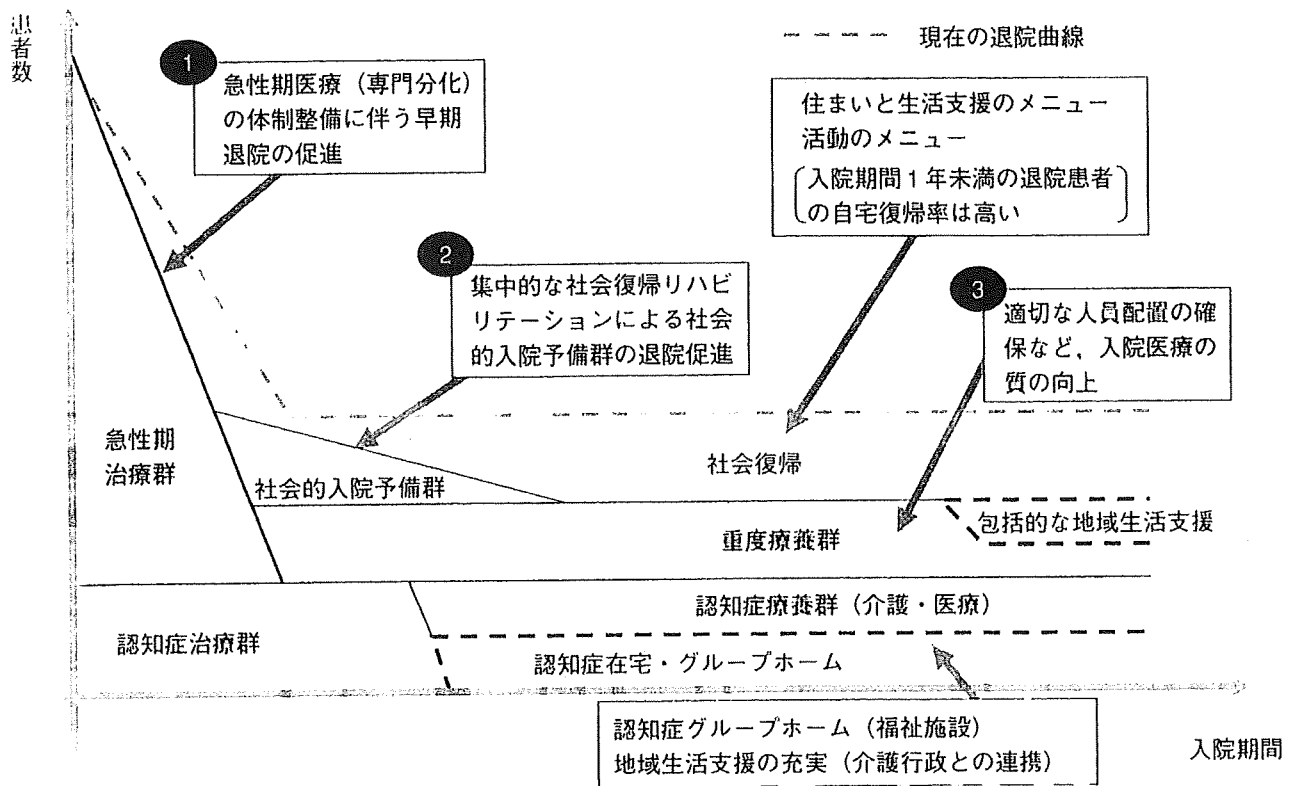 患者数
現在の退院曲線
1
急性期医療（専門分化）
の体制整備に伴う早期
退院の促進
住まいと生活支援のメニュー
活動のメニュー
入院期間１年未満の退院患者
の自宅復帰率は高い
2
集中的な社会復帰リハビ
リテーションによる社会
的入院予備群の退院促進
3
適切な人員配置の確
保など，入院医療の
質の向上
急性期
治療群
社会的入院予備群
社会復帰
重度療養群
包括的な地域生活支援
認知症治療群
認知症療養群（介護・医療）
認知症在宅・グループホーム
認知症グループホーム（福祉施設）
地域生活支援の充実（介護行政との連携）
入院期間